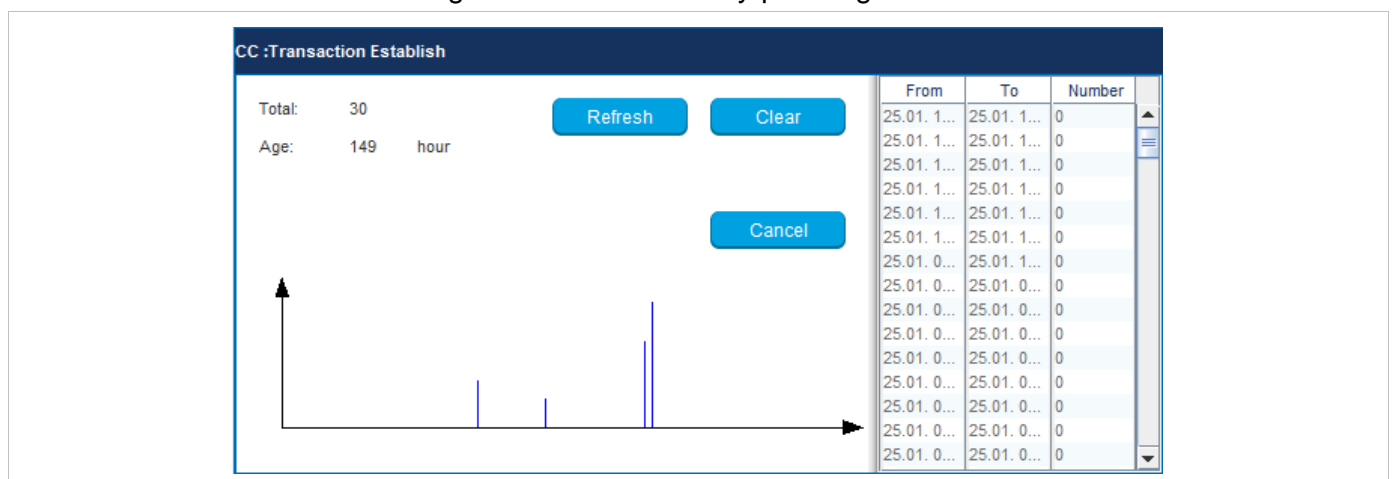 CC :Transaction Establish
Total: 30
Refresh Clear
Age: 149 hour
Cancel
From To Number
25.01. 1... 25.01. 1... 0
25.01. 1... 25.01. 1... 0
25.01. 1... 25.01. 1... 0
25.01. 1... 25.01. 1... 0
25.01. 1... 25.01. 1... 0
25.01. 1... 25.01. 1... 0
25.01. 0... 25.01. 1... 0
25.01. 0... 25.01. 0... 0
25.01. 0... 25.01. 0... 0
25.01. 0... 25.01. 0... 0
25.01. 0... 25.01. 0... 0
25.01. 0... 25.01. 0... 0
25.01. 0... 25.01. 0... 0
25.01. 0... 25.01. 0... 0
25.01. 0... 25.01. 0... 0